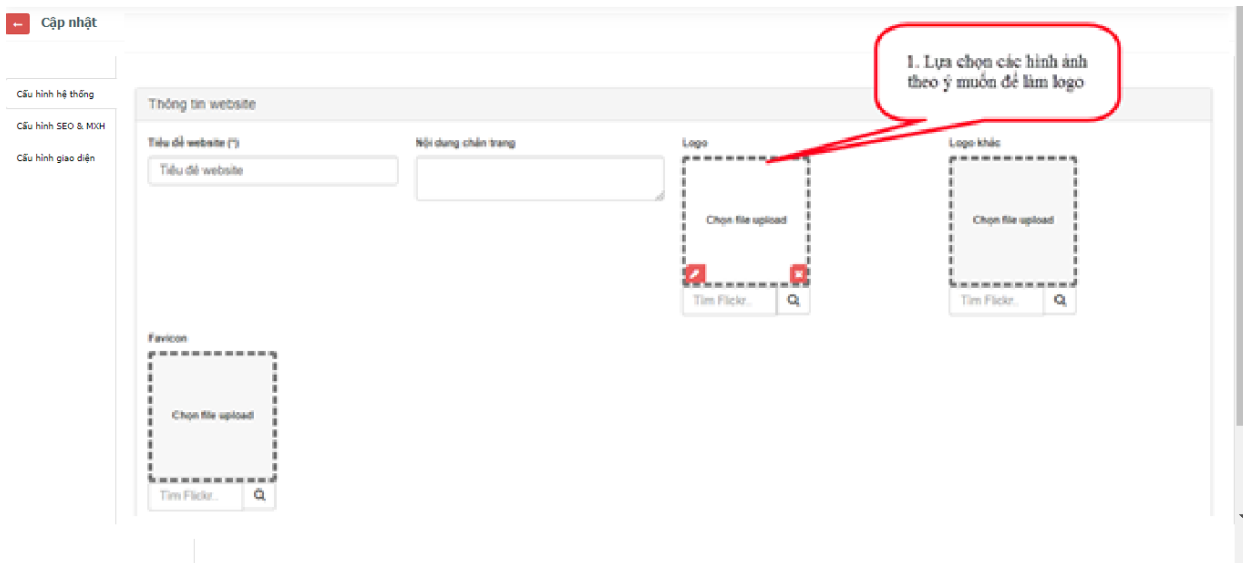 ← Cập nhật
1. Lựa chọn các hình ảnh
theo ý muốn để làm logo
Cấu hình hệ thống
Cấu hình SEO & MXH
Cấu hình giao diện
Thông tin website
Tiêu đề website (*)
Nội dung chân trang
Logo
Logo khác
Tiêu đề website
Chọn file upload
Chọn file upload
Tìm Flickr..
Tìm Flickr..
Favicon
Chọn file upload
Tìm Flickr..